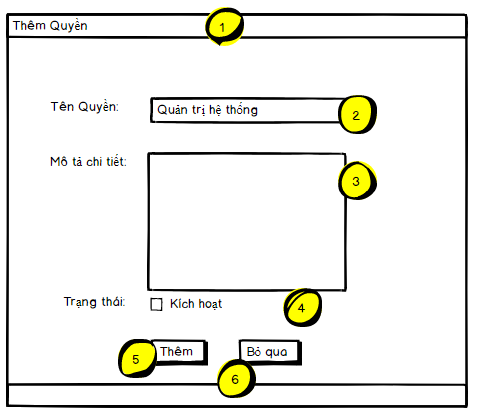 Thêm Quyền
1
Tên Quyền:
Quản trị hệ thống
2
Mô tả chi tiết:
3
Trạng thái:
Kích hoạt
4
5
Thêm
Bỏ qua
6